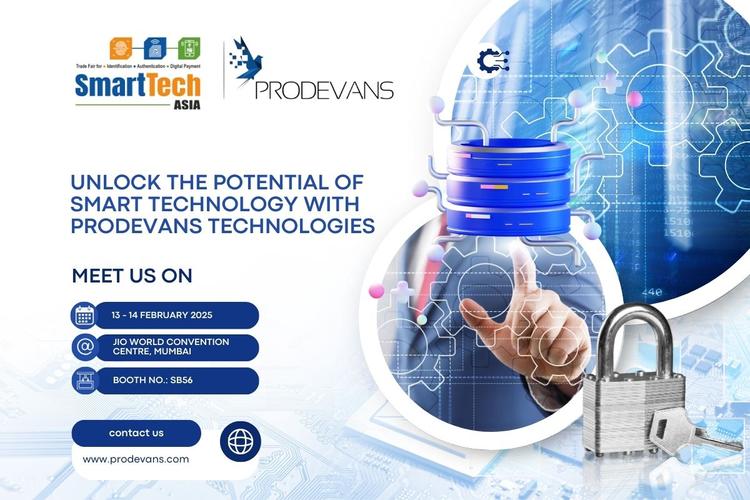 Trade Fair for • Identification • Authentication • Digital Payment
SmartTech
ASIA
PRODEVANS
UNLOCK THE POTENTIAL OF
SMART TECHNOLOGY WITH
PRODEVANS TECHNOLOGIES
MEET US ON
13 - 14 FEBRUARY 2025
JIO WORLD CONVENTION
CENTRE, MUMBAI
BOOTH NO.: SB56
contact us
www.prodevans.com